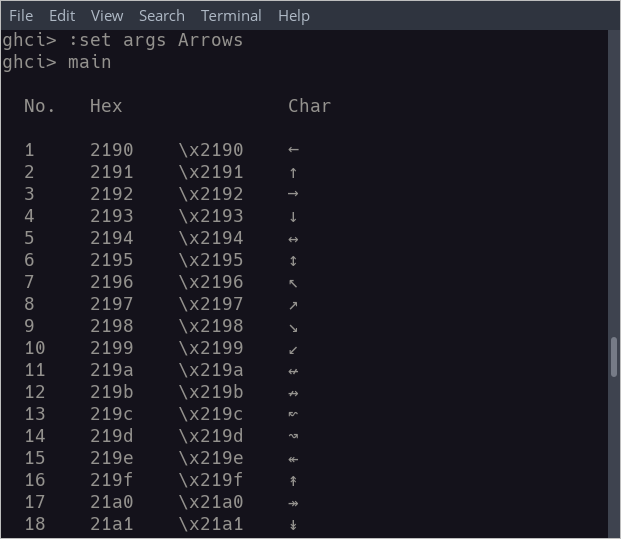 File Edit View Search Terminal Help
ghci> :set args Arrows
ghci> main
No. Hex Char
1 2190 \x2190 ←
2 2191 \x2191 ↑
3 2192 \x2192 →
4 2193 \x2193 ↓
5 2194 \x2194 ↔
6 2195 \x2195 ↕
7 2196 \x2196 ↖
8 2197 \x2197 ↗
9 2198 \x2198 ↘
10 2199 \x2199 ↙
11 219a \x219a ↚
12 219b \x219b ↛
13 219c \x219c ↜
14 219d \x219d ↝
15 219e \x219e ↞
16 219f \x219f ↟
17 21a0 \x21a0 ↠
18 21a1 \x21a1 ↡